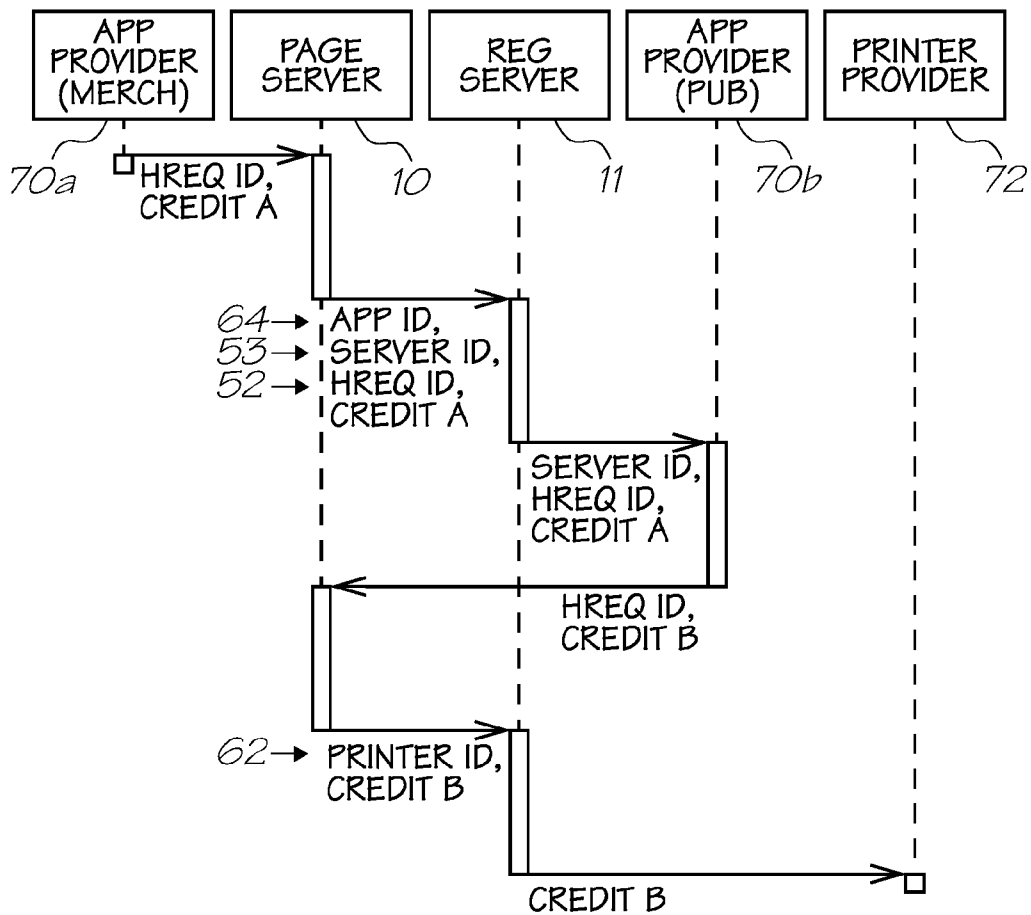 APP
PROVIDER
(MERCH)
PAGE
SERVER
REG
SERVER
APP
PROVIDER
(PUB)
PRINTER
PROVIDER
70a
10
11
70b
72
HREQ ID,
CREDIT A
64
APP ID,
53
SERVER ID,
52
HREQ ID,
CREDIT A
SERVER ID,
HREQ ID,
CREDIT A
HREQ ID,
CREDIT B
62
PRINTER ID,
CREDIT B
CREDIT B